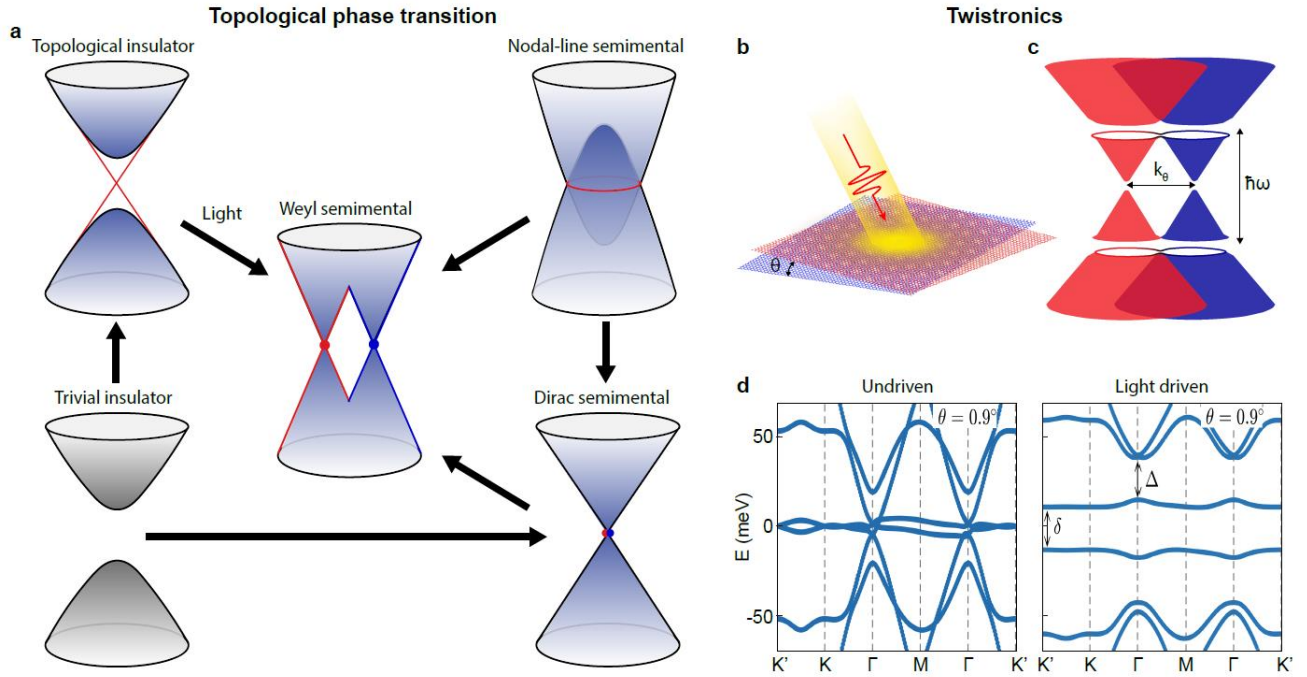 Topological phase transition
Twistronics
a
Topological insulator
Nodal-line semimental
Light
Weyl semimental
Trivial insulator
Dirac semimental
b
θ
c
kθ
ħω
d
Undriven
Light driven
θ = 0.9°
θ = 0.9°
E (meV)
50
0
-50
Δ
δ
K' K Γ M Γ K'
K' K Γ M Γ K'